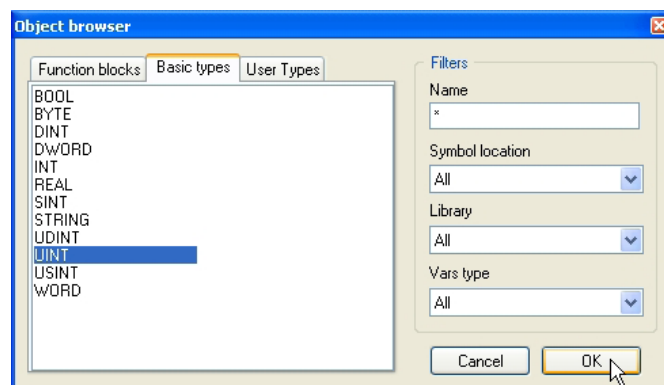 Object browser
Function blocks Basic types User Types
BOOL
BYTE
DINT
DWORD
INT
REAL
SINT
STRING
UDINT
UINT
USINT
WORD
Filters
Name
*
Symbol location
All
Library
All
Vars type
All
Cancel OK